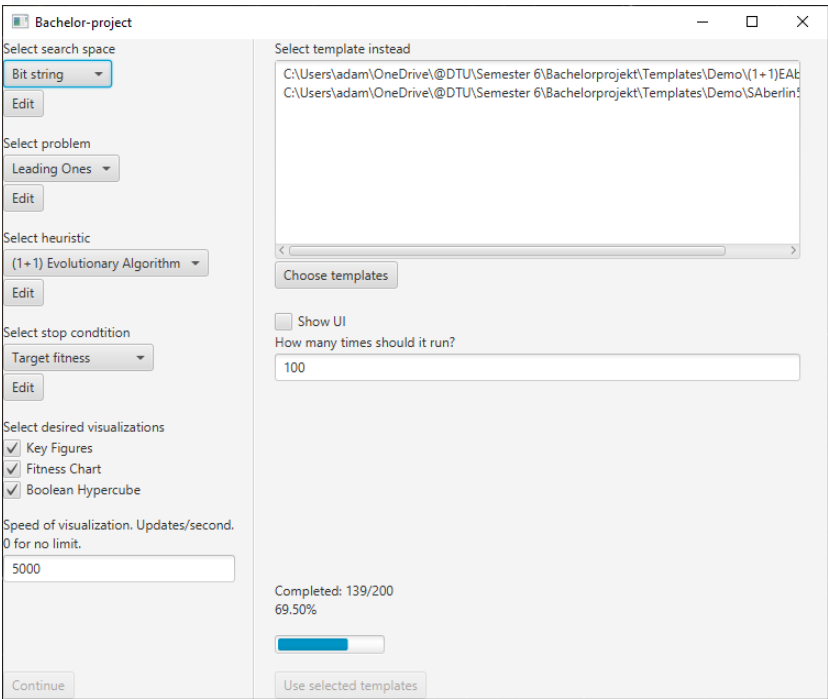 Bachelor-project
Select search space
Bit string
Edit
Select problem
Leading Ones
Edit
Select heuristic
(1+1) Evolutionary Algorithm
Edit
Select stop condtition
Target fitness
Edit
Select desired visualizations
Key Figures
Fitness Chart
Boolean Hypercube
Speed of visualization. Updates/second.
0 for no limit.
5000
Continue
Select template instead
C:\Users\adam\OneDrive\@DTU\Semester 6\Bachelorprojekt\Templates\Demo\(1+1)EAb
C:\Users\adam\OneDrive\@DTU\Semester 6\Bachelorprojekt\Templates\Demo\SAberlin5
Choose templates
Show UI
How many times should it run?
100
Completed: 139/200
69.50%
Use selected templates